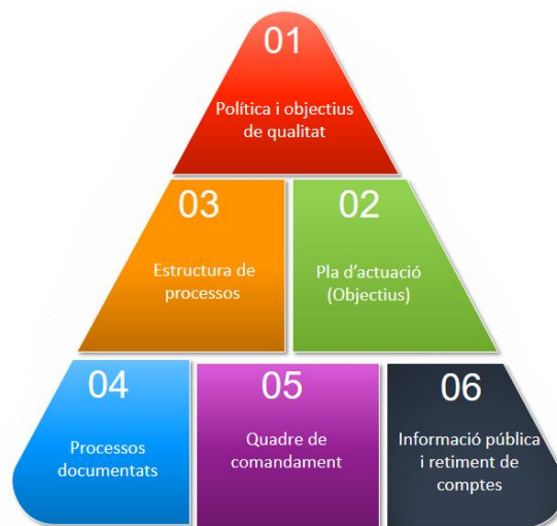 01
Política i objectius
de qualitat
03
Estructura de
processos
02
Pla d'actuació
(Objectius)
04
Processos
documentats
05
Quadre de
comandament
06
Informació pública
i retiment de
comptes